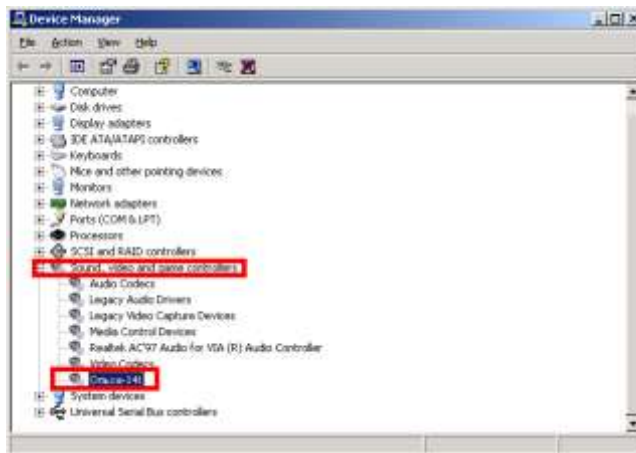 Device Manager
File Action View Help
Computer
Disk drives
Display adapters
IDE ATA/ATAPI controllers
Keyboards
Mice and other pointing devices
Monitors
Network adapters
Ports (COM & LPT)
Processors
SCSI and RAID controllers
Sound, video and game controllers
Audio Codecs
Legacy Audio Drivers
Legacy Video Capture Devices
Media Control Devices
Realtek AC'97 Audio for VIA (R) Audio Controller
Video Codecs
System devices
Universal Serial Bus controllers